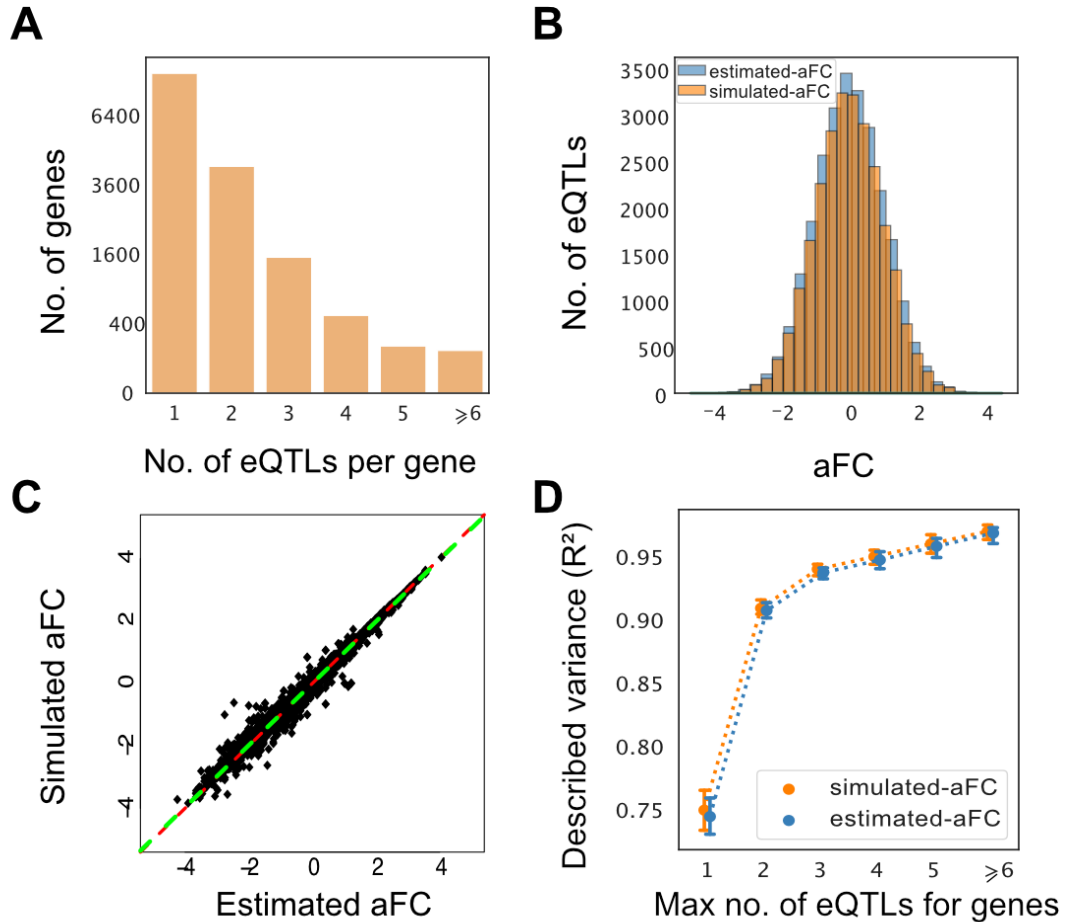 A
No. of genes
6400
3600
1600
400
0
1
2
3
4
5
⩾6
No. of eQTLs per gene
B
estimated-aFC
simulated-aFC
No. of eQTLs
3500
3000
2500
2000
1500
1000
500
0
−4
−2
0
2
4
aFC
C
Simulated aFC
4
2
0
-2
-4
-4
-2
0
2
4
Estimated aFC
D
Described variance (R²)
0.95
0.90
0.85
0.80
0.75
simulated-aFC
estimated-aFC
1
2
3
4
5
⩾6
Max no. of eQTLs for genes